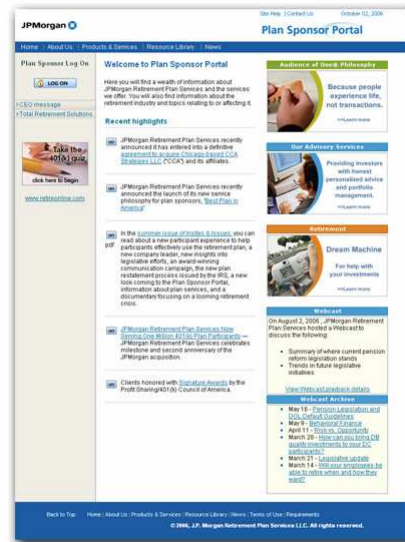 Site Help | Contact Us October 02, 2006
JPMorgan
Plan Sponsor Portal
Home | About Us | Products & Services | Resource Library | News
Plan Sponsor Log On
LOG ON
CEO message
Total Retirement Solutions
Take the
401(k) quiz
click here to begin
www.retireonline.com
Welcome to Plan Sponsor Portal
Here you will find a wealth of information about
JPMorgan Retirement Plan Services and the services
we offer. You will also find information about the
retirement industry and topics relating to or affecting it.
Recent highlights
JPMorgan Retirement Plan Services recently
announced it has entered into a definitive
agreement to acquire Chicago-based CCA
Strategies LLC ("CCA") and its affiliates.
JPMorgan Retirement Plan Services recently
announced the launch of its new service
philosophy for plan sponsors, 'Best Plan in
America'.
In the summer issue of Insites & Issues, you can
pdf
read about a new participant experience to help
participants effectively use the retirement plan, a
new company leader, new insights into
legislative efforts, an award-winning
communication campaign, the new plan
restatement process issued by the IRS, a new
look coming to the Plan Sponsor Portal,
information about plan services, and a
documentary focusing on a looming retirement
crisis.
JPMorgan Retirement Plan Services Now
Serving One Million 401(k) Plan Participants —
JPMorgan Retirement Plan Services celebrates
milestone and second anniversary of the
JPMorgan acquisition.
Clients honored with Signature Awards by the
Profit Sharing/401(k) Council of America.
Audience of One® Philosophy
Because people
experience life,
not transactions.
>>Learn more
Our Advisory Services
Providing investors
with honest
personalized advice
and portfolio
management.
>>Learn more
Retirement
Dream Machine
For help with
your investments
>>Learn more
Webcast
On August 2, 2006, JPMorgan Retirement
Plan Services hosted a Webcast to
discuss the following:
• Summary of where current pension
reform legislation stands
• Trends in future legislative
initiatives
View Webcast playback details
Webcast Archive
• May 16 - Pension Legislation and
DOL Default Guidelines
• May 9 - Behavioral Finance
• April 11 - Risk vs. Opportunity
• March 28 - How can you bring DB
quality investments to your DC
participants?
• March 21 - Legislative update
• March 14 - Will your employees be
able to retire when and how they
want?
Back to Top Home | About Us | Products & Services | Resource Library | News | Terms of Use | Requirements
© 2006, J.P. Morgan Retirement Plan Services LLC. All rights reserved.